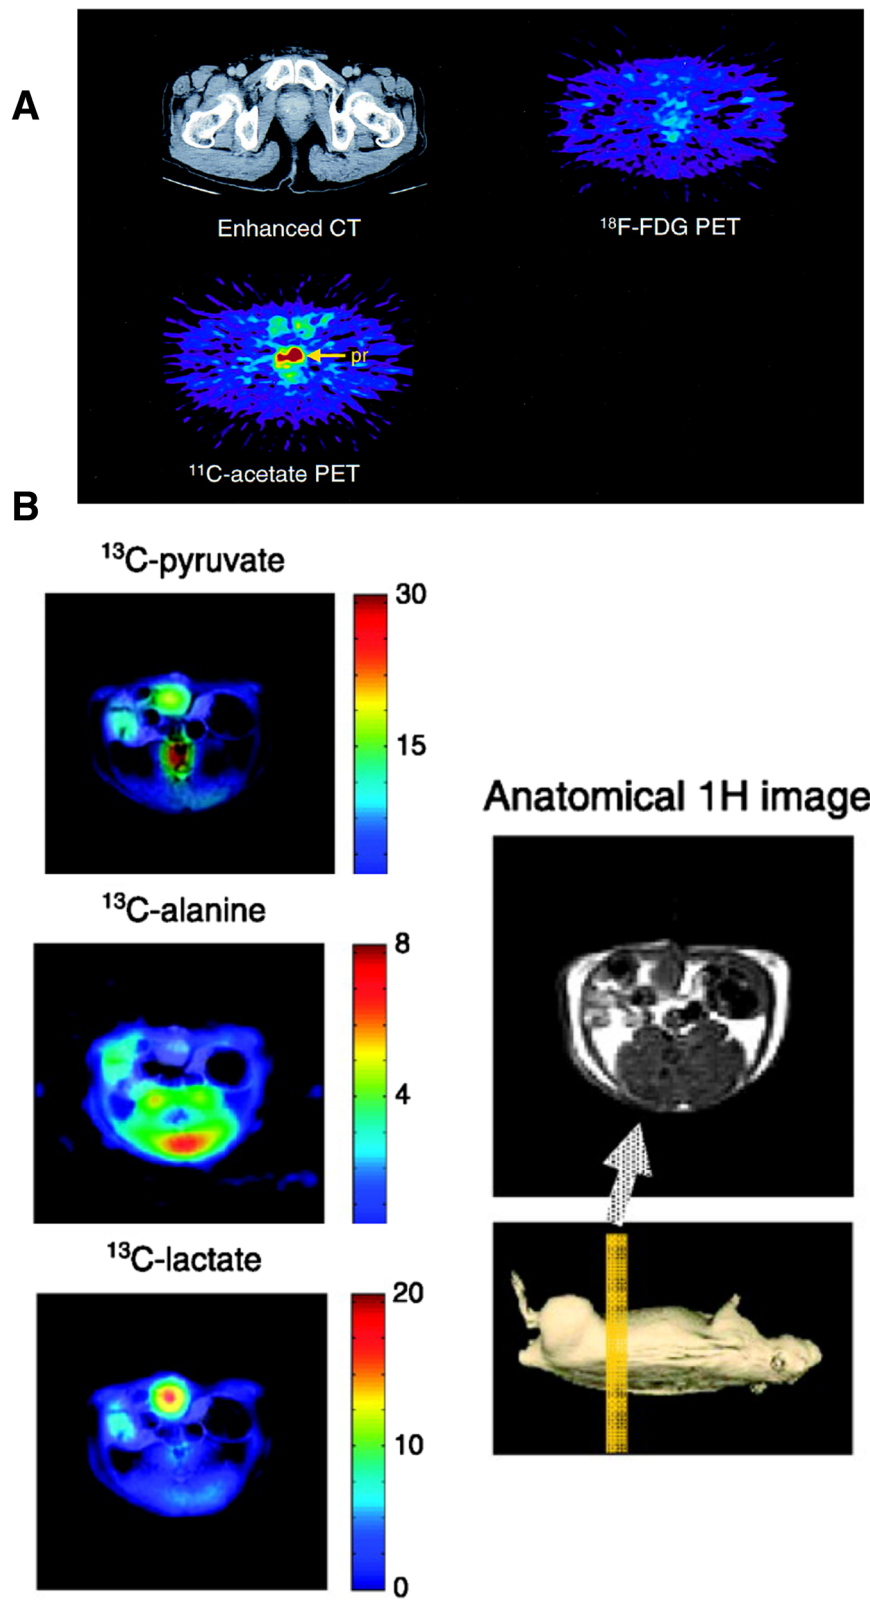 A
Enhanced CT
¹⁸F-FDG PET
pr
¹¹C-acetate PET
B
¹³C-pyruvate
30
15
¹³C-alanine
8
4
¹³C-lactate
20
10
0
Anatomical 1H image